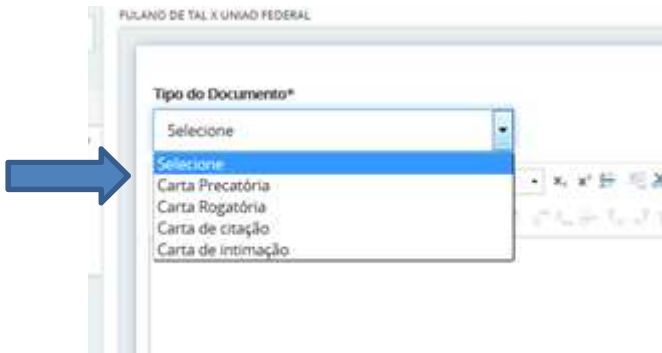 FULANO DE TAL X UNIAO FEDERAL
Tipo do Documento*
Selecione
Selecione
Carta Precatória
Carta Rogatória
Carta de citação
Carta de intimação